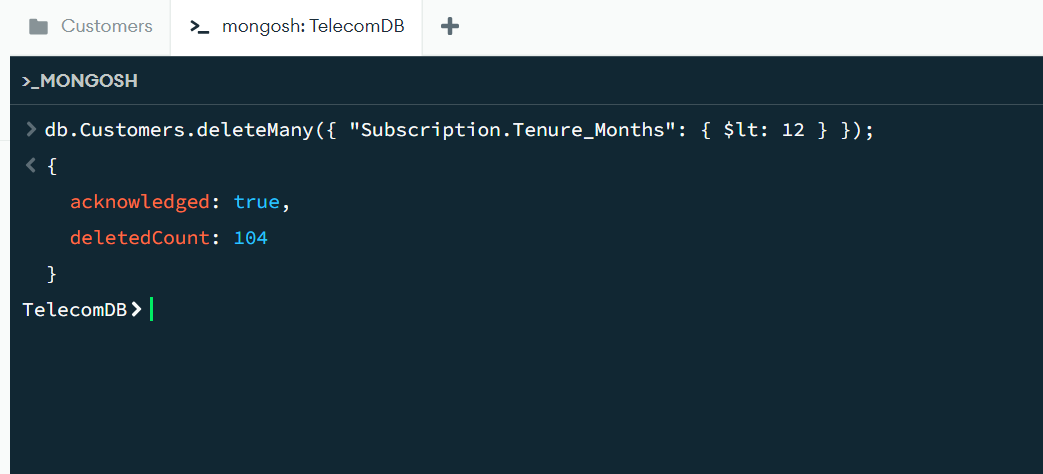 Customers
>_ mongosh: TelecomDB +
>_MONGOSH
> db.Customers.deleteMany({ "Subscription.Tenure_Months": { $lt: 12 } });
< {
acknowledged: true,
deletedCount: 104
}
TelecomDB>